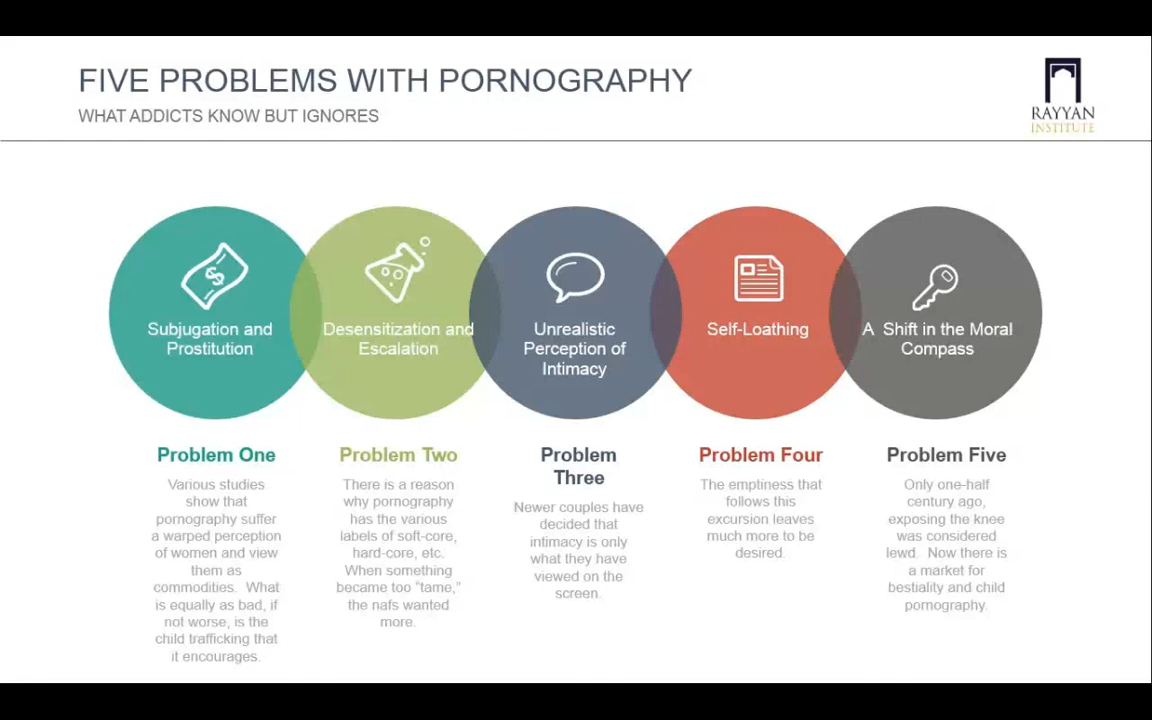 FIVE PROBLEMS WITH PORNOGRAPHY
WHAT ADDICTS KNOW BUT IGNORES
RAYYAN
INSTITUTE
$
Subjugation and
Prostitution
Desensitization and
Escalation
Unrealistic
Perception of
Intimacy
Self-Loathing
A Shift in the Moral
Compass
Problem One
Various studies
show that
pornography suffer
a warped perception
of women and view
them as
commodities. What
is equally as bad, if
not worse, is the
child trafficking that
it encourages.
Problem Two
There is a reason
why pornography
has the various
labels of soft-core,
hard-core, etc.
When something
became too “tame,”
the nafs wanted
more.
Problem
Three
Newer couples have
decided that
intimacy is only
what they have
viewed on the
screen.
Problem Four
The emptiness that
follows this
excursion leaves
much more to be
desired.
Problem Five
Only one-half
century ago,
exposing the knee
was considered
lewd. Now there is
a market for
bestiality and child
pornography.